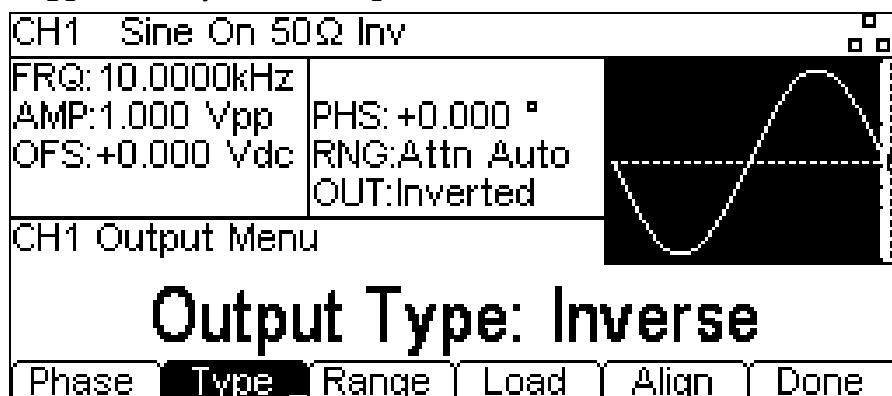 CH1 Sine On 50Ω Inv
FRQ:10.0000kHz
AMP:1.000 Vpp
OFS:+0.000 Vdc
PHS:+0.000 °
RNG:Attn Auto
OUT:Inverted
CH1 Output Menu
Output Type: Inverse
Phase Type Range Load Align Done